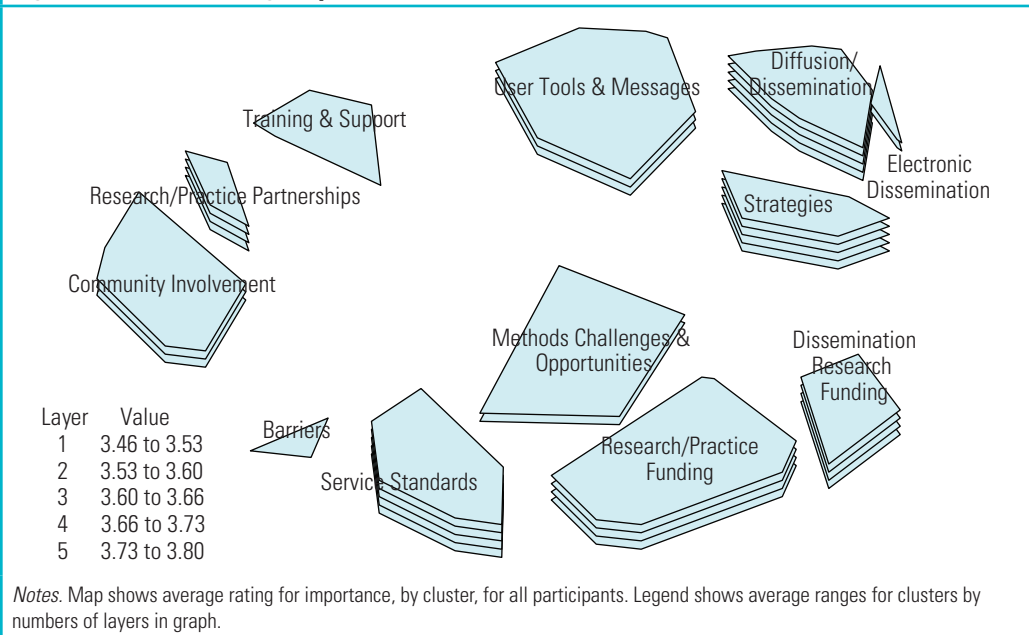 User Tools & Messages
Diffusion/
Dissemination
Training & Support
Electronic
Dissemination
Research/Practice Partnerships
Strategies
Community Involvement
Methods Challenges &
Opportunities
Dissemination
Research
Funding
Barriers
Service Standards
Research/Practice
Funding
Layer Value
1 3.46 to 3.53
2 3.53 to 3.60
3 3.60 to 3.66
4 3.66 to 3.73
5 3.73 to 3.80
Notes. Map shows average rating for importance, by cluster, for all participants. Legend shows average ranges for clusters by
numbers of layers in graph.